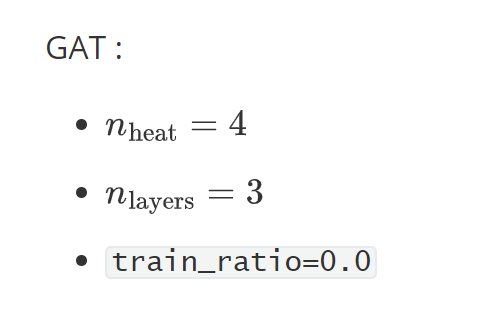 GAT :
n_heat = 4
n_layers = 3
train_ratio=0.0